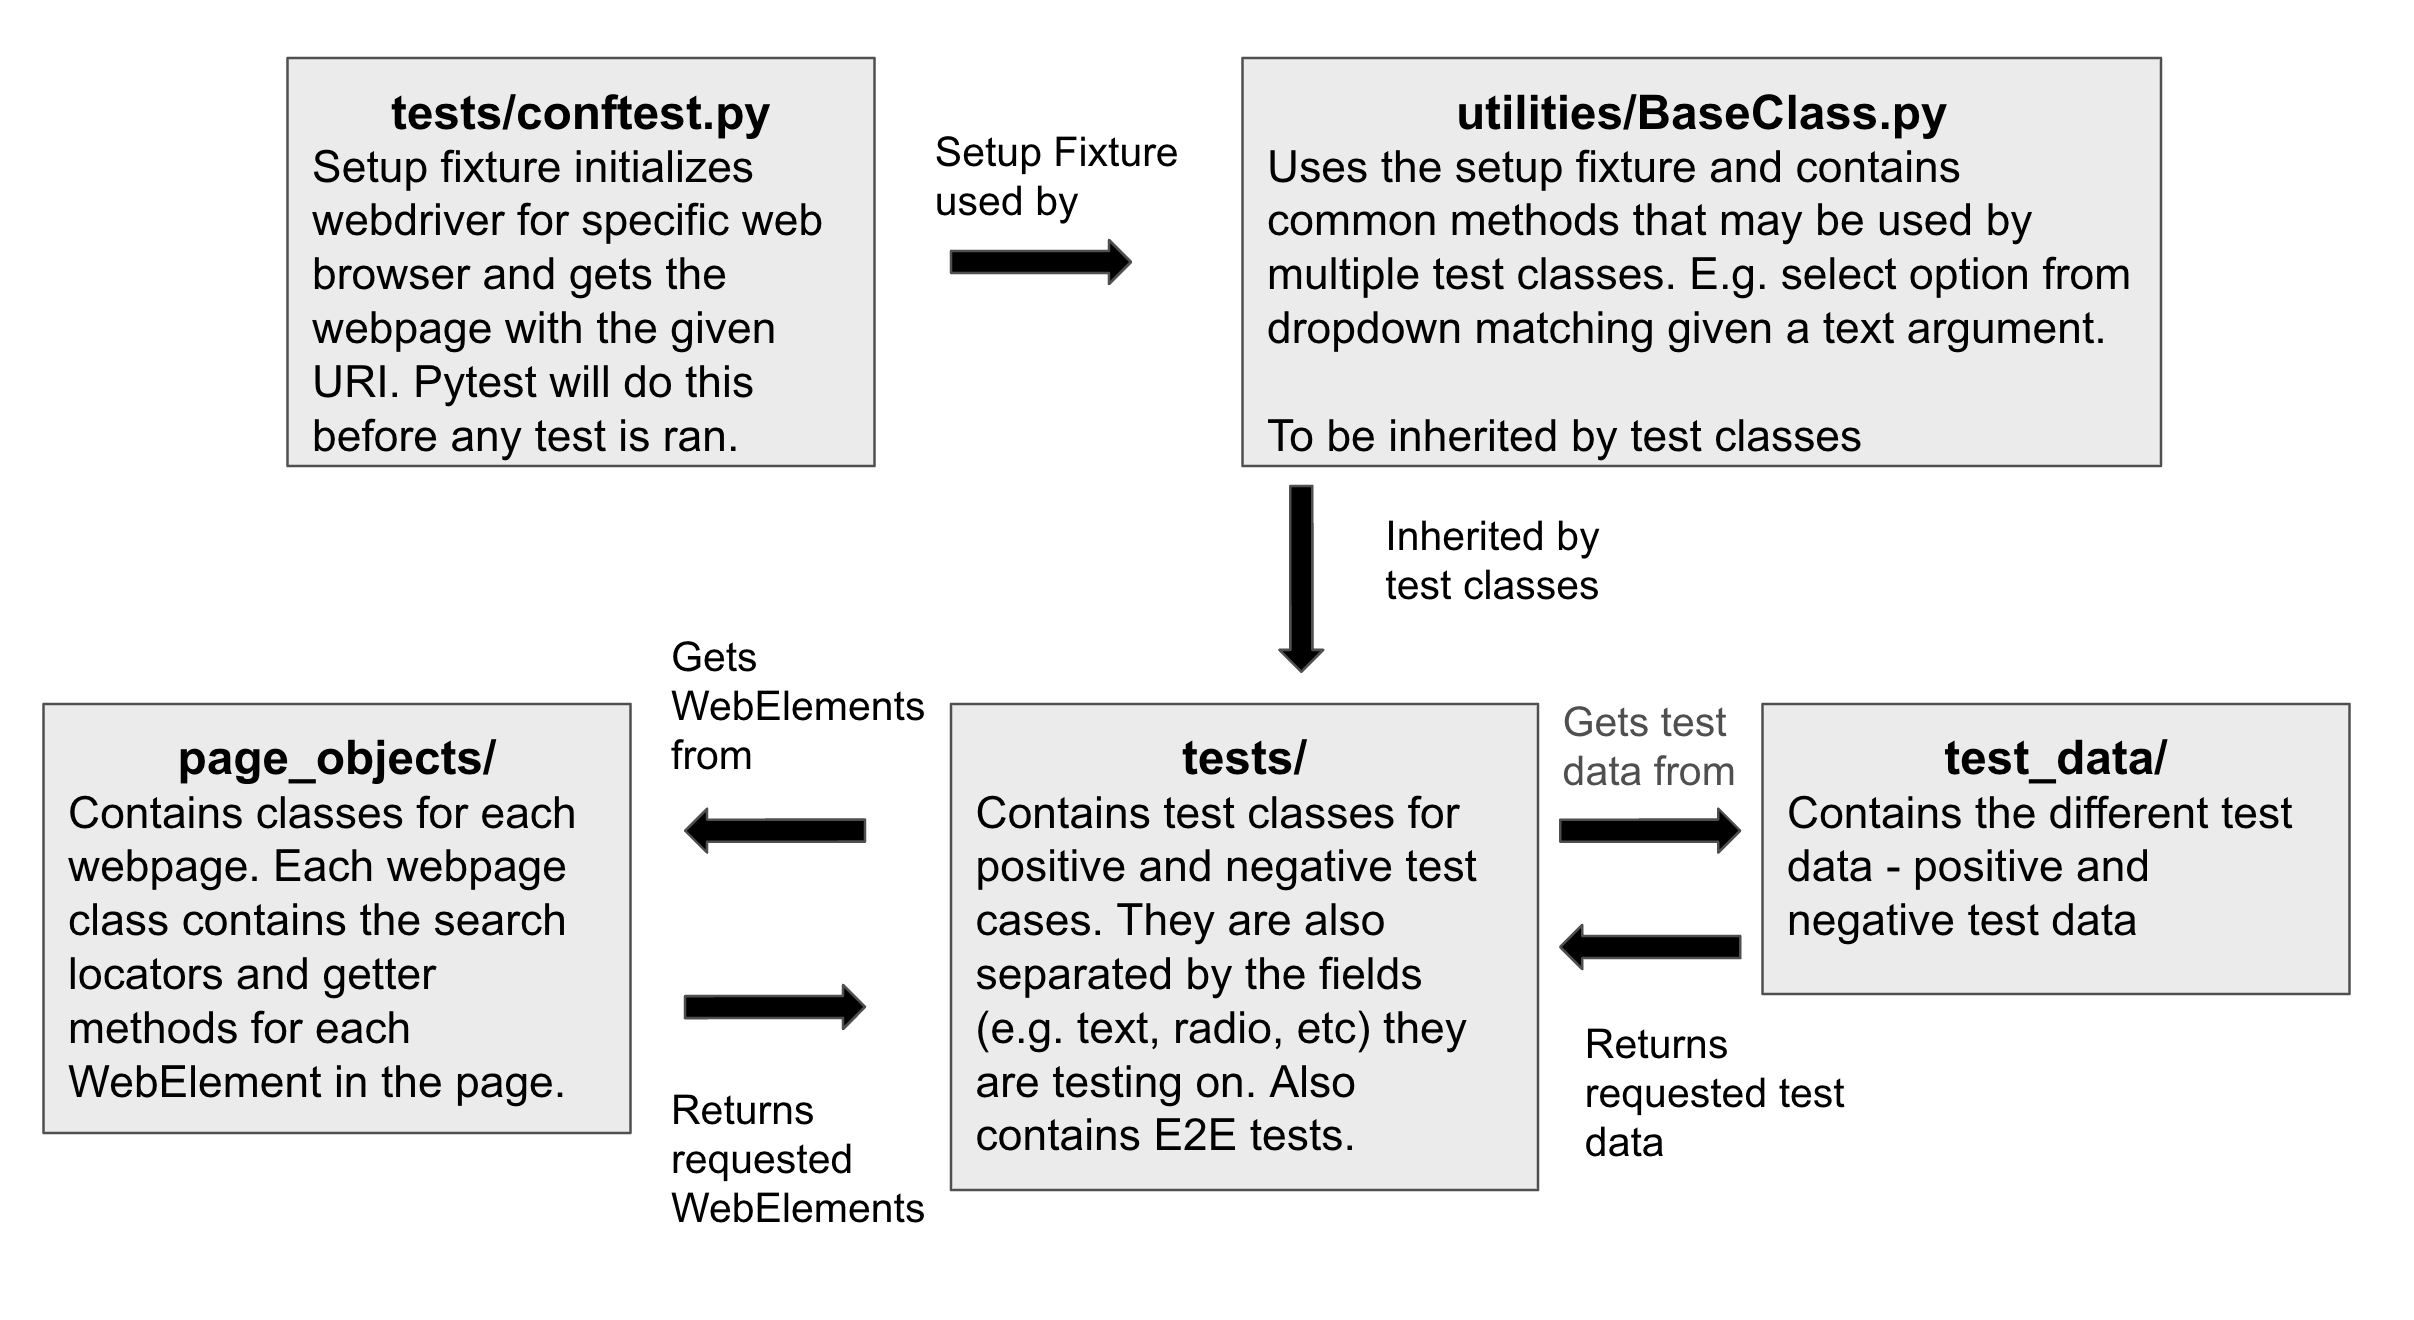 tests/conftest.py
Setup fixture initializes
webdriver for specific web
browser and gets the
webpage with the given
URI. Pytest will do this
before any test is ran.
Setup Fixture
used by
utilities/BaseClass.py
Uses the setup fixture and contains
common methods that may be used by
multiple test classes. E.g. select option from
dropdown matching given a text argument.
To be inherited by test classes
Inherited by
test classes
page_objects/
Contains classes for each
webpage. Each webpage
class contains the search
locators and getter
methods for each
WebElement in the page.
Gets
WebElements
from
Returns
requested
WebElements
tests/
Contains test classes for
positive and negative test
cases. They are also
separated by the fields
(e.g. text, radio, etc) they
are testing on. Also
contains E2E tests.
Gets test
data from
Returns
requested test
data
test_data/
Contains the different test
data - positive and
negative test data